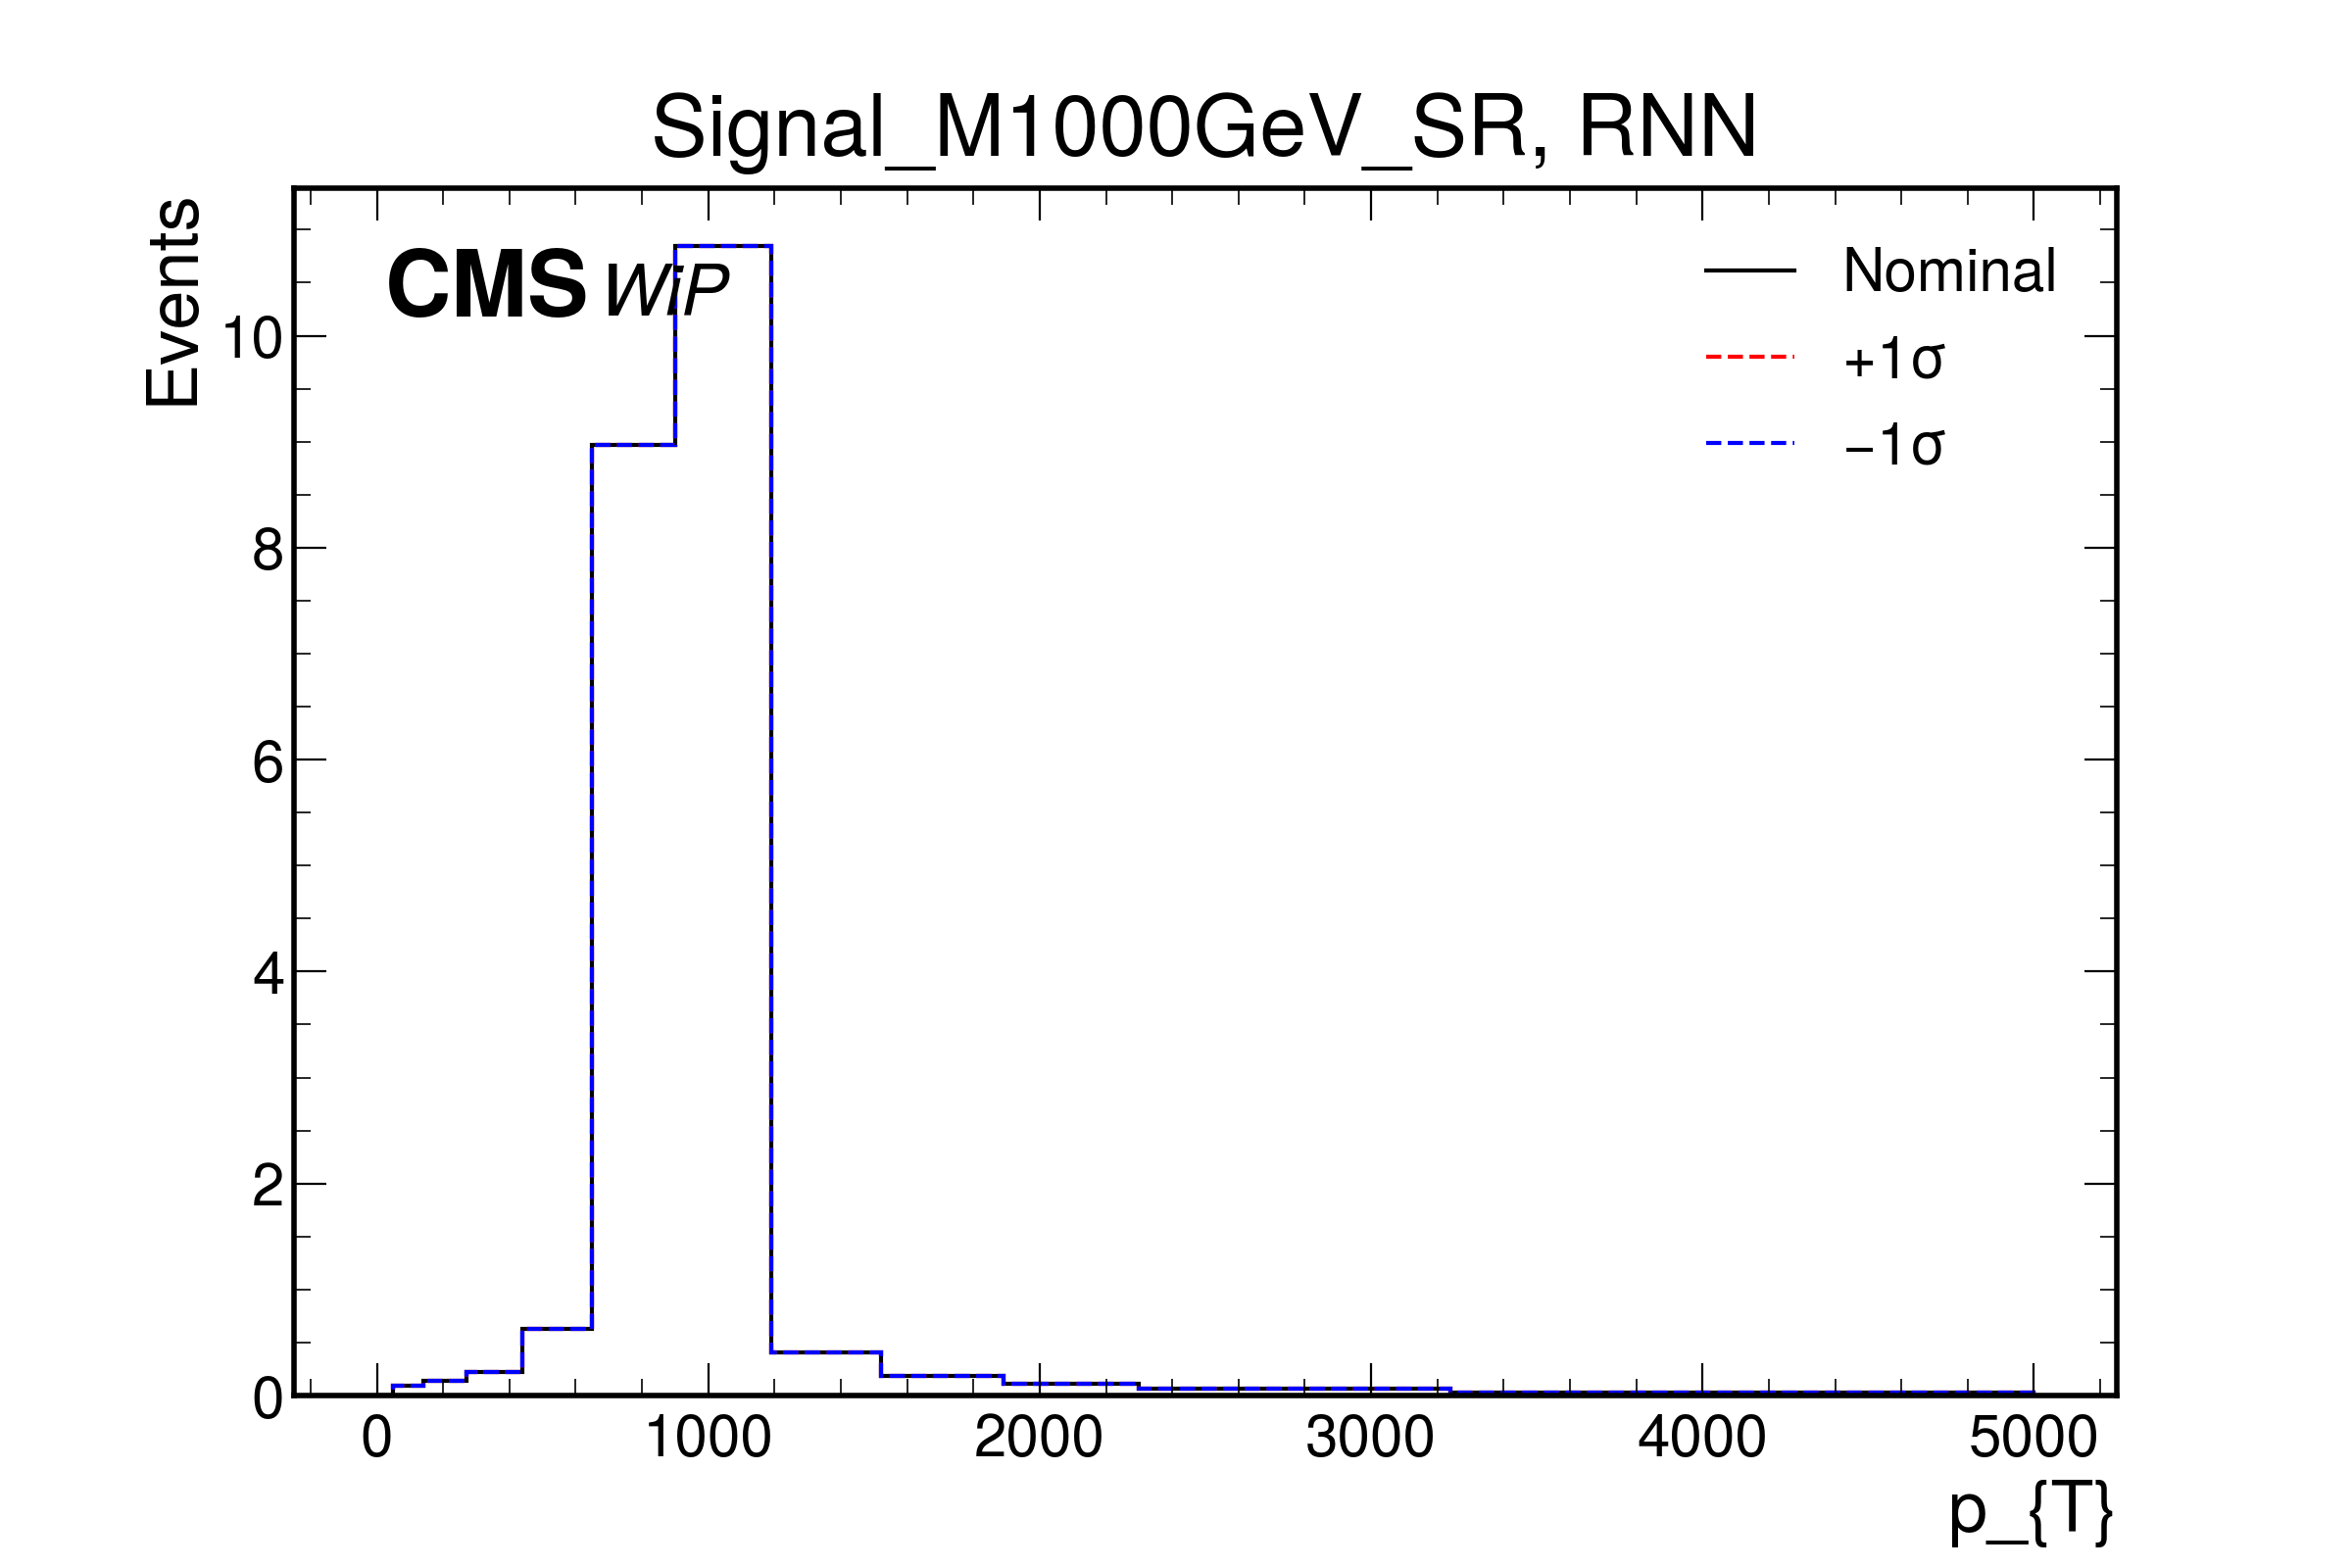 Signal_M1000GeV_SR, RNN
Events
CMS WiP
Nominal
+1σ
−1σ
10
8
6
4
2
0
0 1000 2000 3000 4000 5000
p_{T}